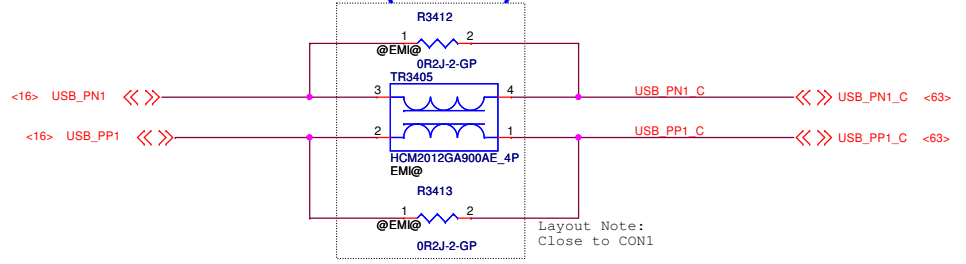 R3412
1 2
@EMI@
0R2J-2-GP
TR3405
<16> USB_PN1 3 4 USB_PN1_C USB_PN1_C <63>
<16> USB_PP1 2 1 USB_PP1_C USB_PP1_C <63>
HCM2012GA900AE_4P
EMI@
R3413
1 2
@EMI@
0R2J-2-GP
Layout Note:
Close to CON1